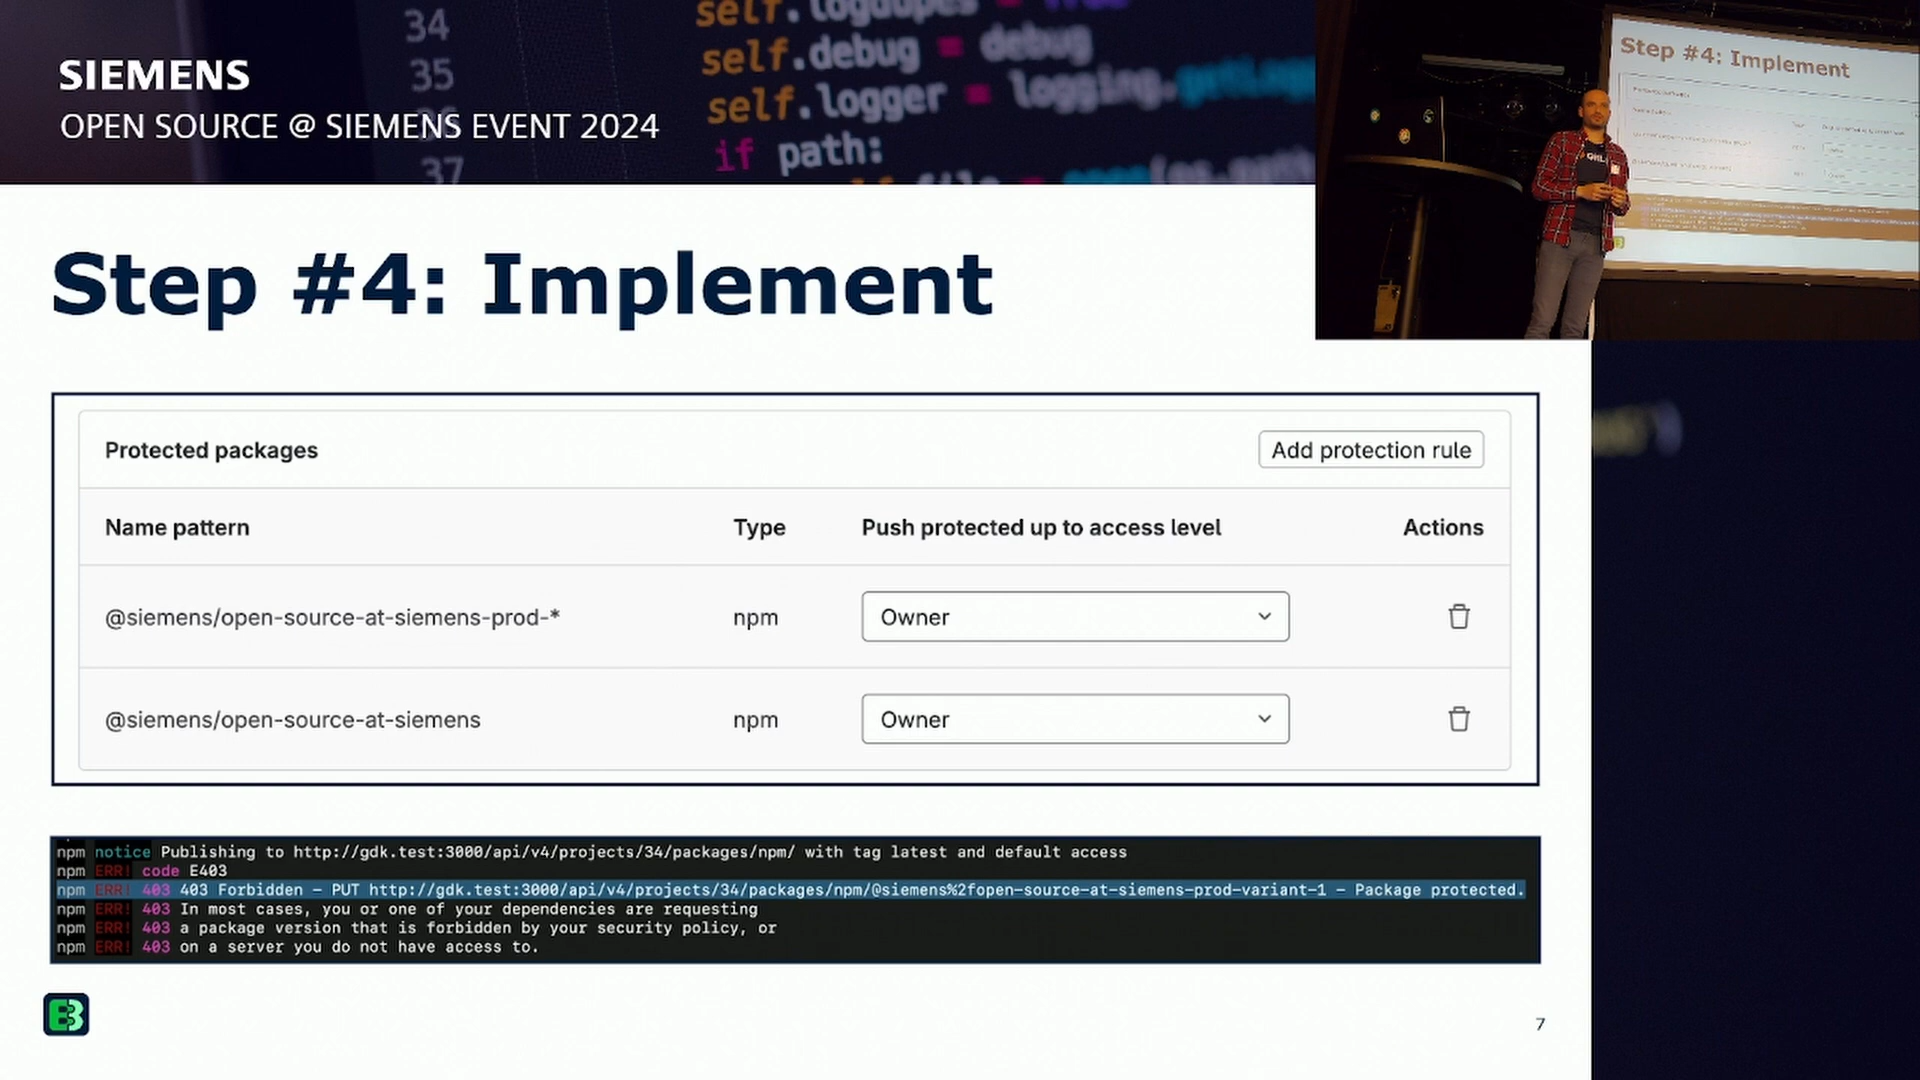 34
self.logdupes = True
SIEMENS
35
self.debug = debug
OPEN SOURCE @ SIEMENS EVENT 2024
36
self.logger = logging.getLogg
37
if path:
Step #4: Implement
Step #4: Implement
Protected packages
Add protection rule
Name pattern
Type
Push protected up to access level
Actions
@siemens/open-source-at-siemens-prod-*
npm
Owner
@siemens/open-source-at-siemens
npm
Owner
npm notice Publishing to http://gdk.test:3000/api/v4/projects/34/packages/npm/ with tag latest and default access
npm ERR! code E403
npm ERR! 403 403 Forbidden – PUT http://gdk.test:3000/api/v4/projects/34/packages/npm/@siemens%2fopen-source-at-siemens-prod-variant-1 – Package protected.
npm ERR! 403 In most cases, you or one of your dependencies are requesting
npm ERR! 403 a package version that is forbidden by your security policy, or
npm ERR! 403 on a server you do not have access to.
7